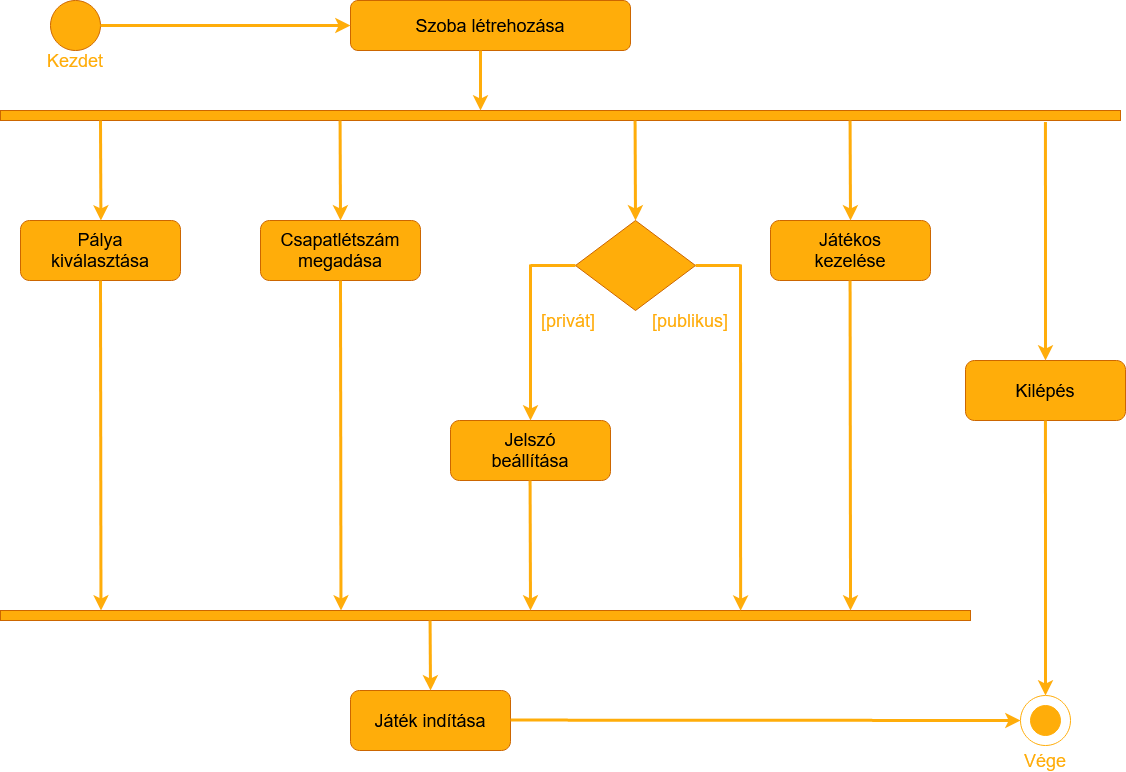 Szoba létrehozása
Kezdet
Pálya
kiválasztása
Csapatlétszám
megadása
Játékos
kezelése
[privát]
[publikus]
Kilépés
Jelszó
beállítása
Játék indítása
Vége